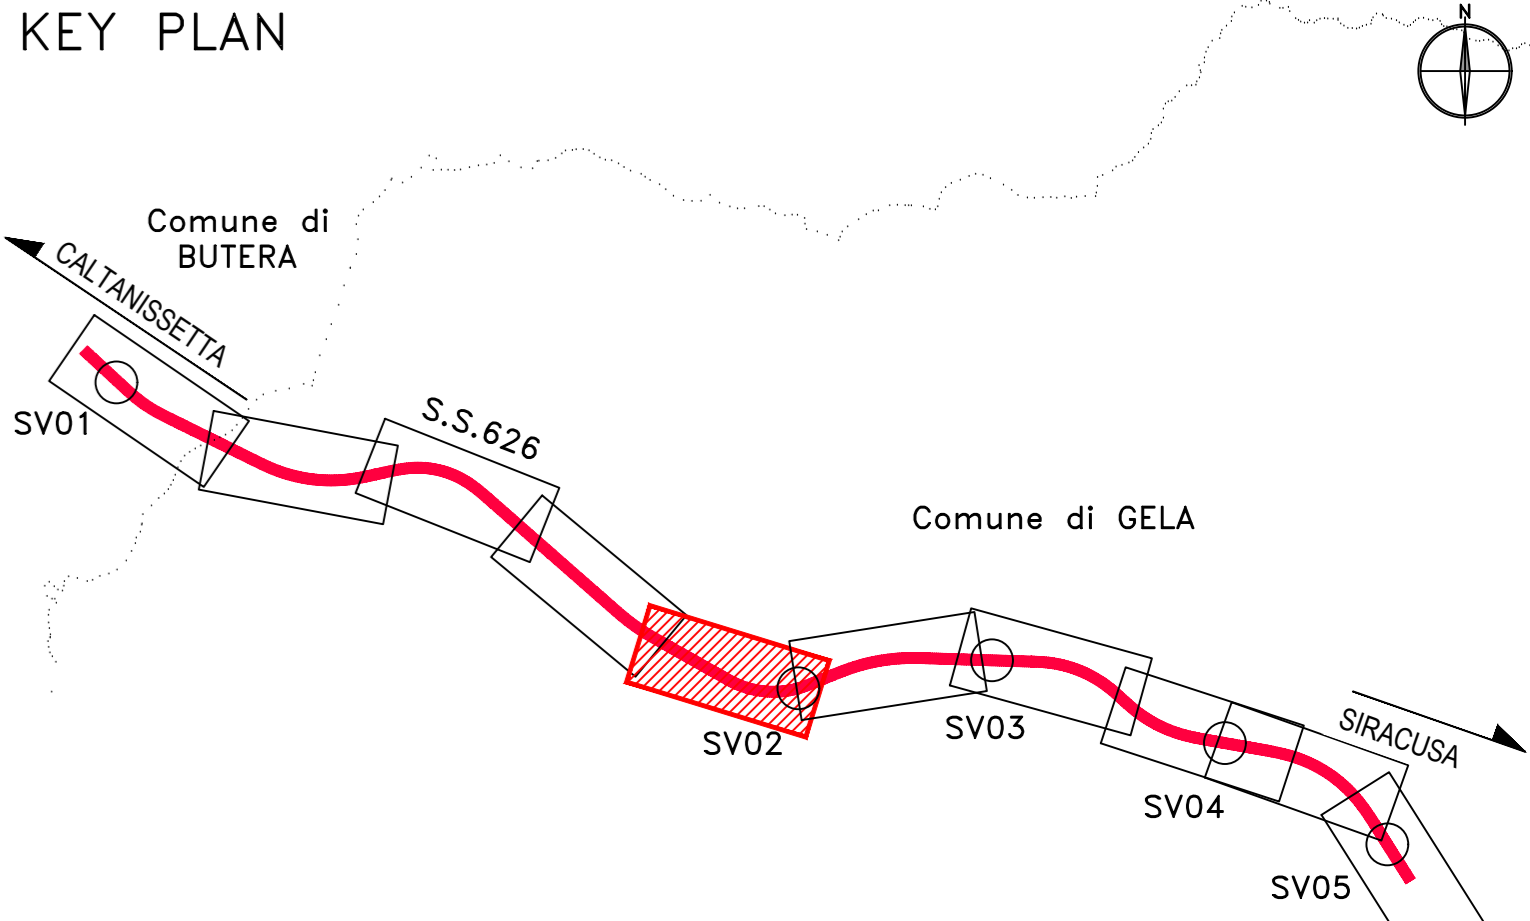 KEY PLAN
N
Comune di
BUTERA
CALTANISSETTA
SV01
S.S.626
Comune di GELA
SV02
SV03
SIRACUSA
SV04
SV05